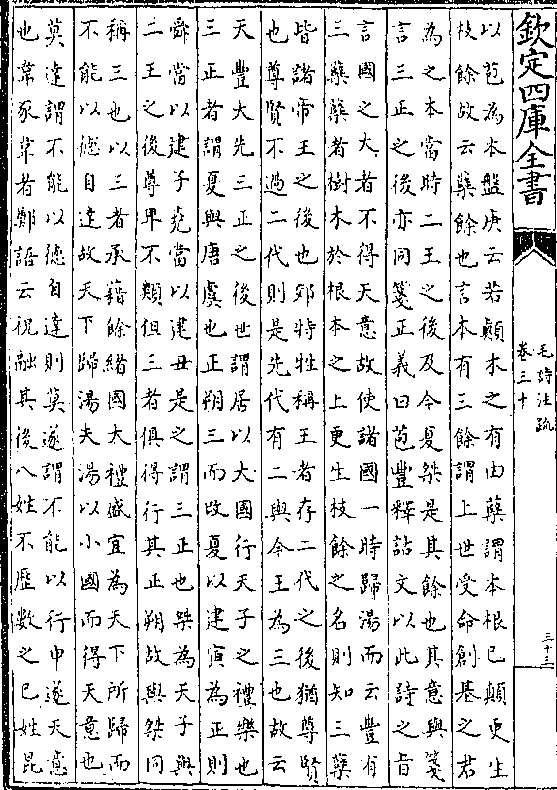 欽定四庫全書
毛詩注疏
卷三十
三十三
以苞為本盤庚云若顛木之有由蘖謂本根已顛更生
枝餘故云蘖餘也言本有三餘謂上世受命創基之君
為之本當時二王之後及今夏桀是其餘也其意與箋
言三正之後亦同箋正義曰苞豐釋詁文以此詩之旨
言國之大者不得天意故使諸國一時歸湯而云豐有
三蘖蘖者樹木於根本之上更生枝餘之名則知三蘖
皆諸帝王之後也郊特牲稱王者存二代之後猶尊賢
也尊賢不過二代則是先代有二與今王為三也故云
天豐大先三正之後世謂居以大國行天子之禮樂也
三正者謂夏與唐虞也正朔三而改夏以建寅為正則
舜當以建子堯當以建丑是之謂三正也桀為天子與
二王之後尊卑不類但三者俱得行其正朔故與桀同
稱三也以三者承藉餘緒國大禮盛宜為天下所歸而
不能以德自達故天下歸湯夫湯以小國而得天意也
莫達謂不能以德自達則莫遂謂不能以行申遂天意
也韋豕韋者鄭語云祝融其後八姓不歷數之已姓昆